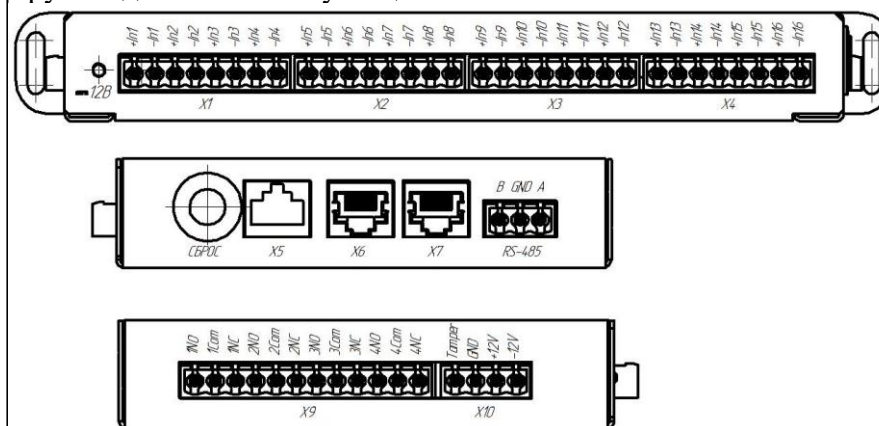 +In1 -In1 +In2 -In2 +In3 -In3 +In4 -In4 +In5 -In5 +In6 -In6 +In7 -In7 +In8 -In8 +In9 -In9 +In10 -In10 +In11 -In11 +In12 -In12 +In13 -In13 +In14 -In14 +In15 -In15 +In16 -In16
12В
X1 X2 X3 X4
B GND A
СБРОС X5 X6 X7 RS-485
1NO 1Com 1NC 2NO 2Com 2NC 3NO 3Com 3NC 4NO 4Com 4NC Tamper GND +12V -12V
X9 X10